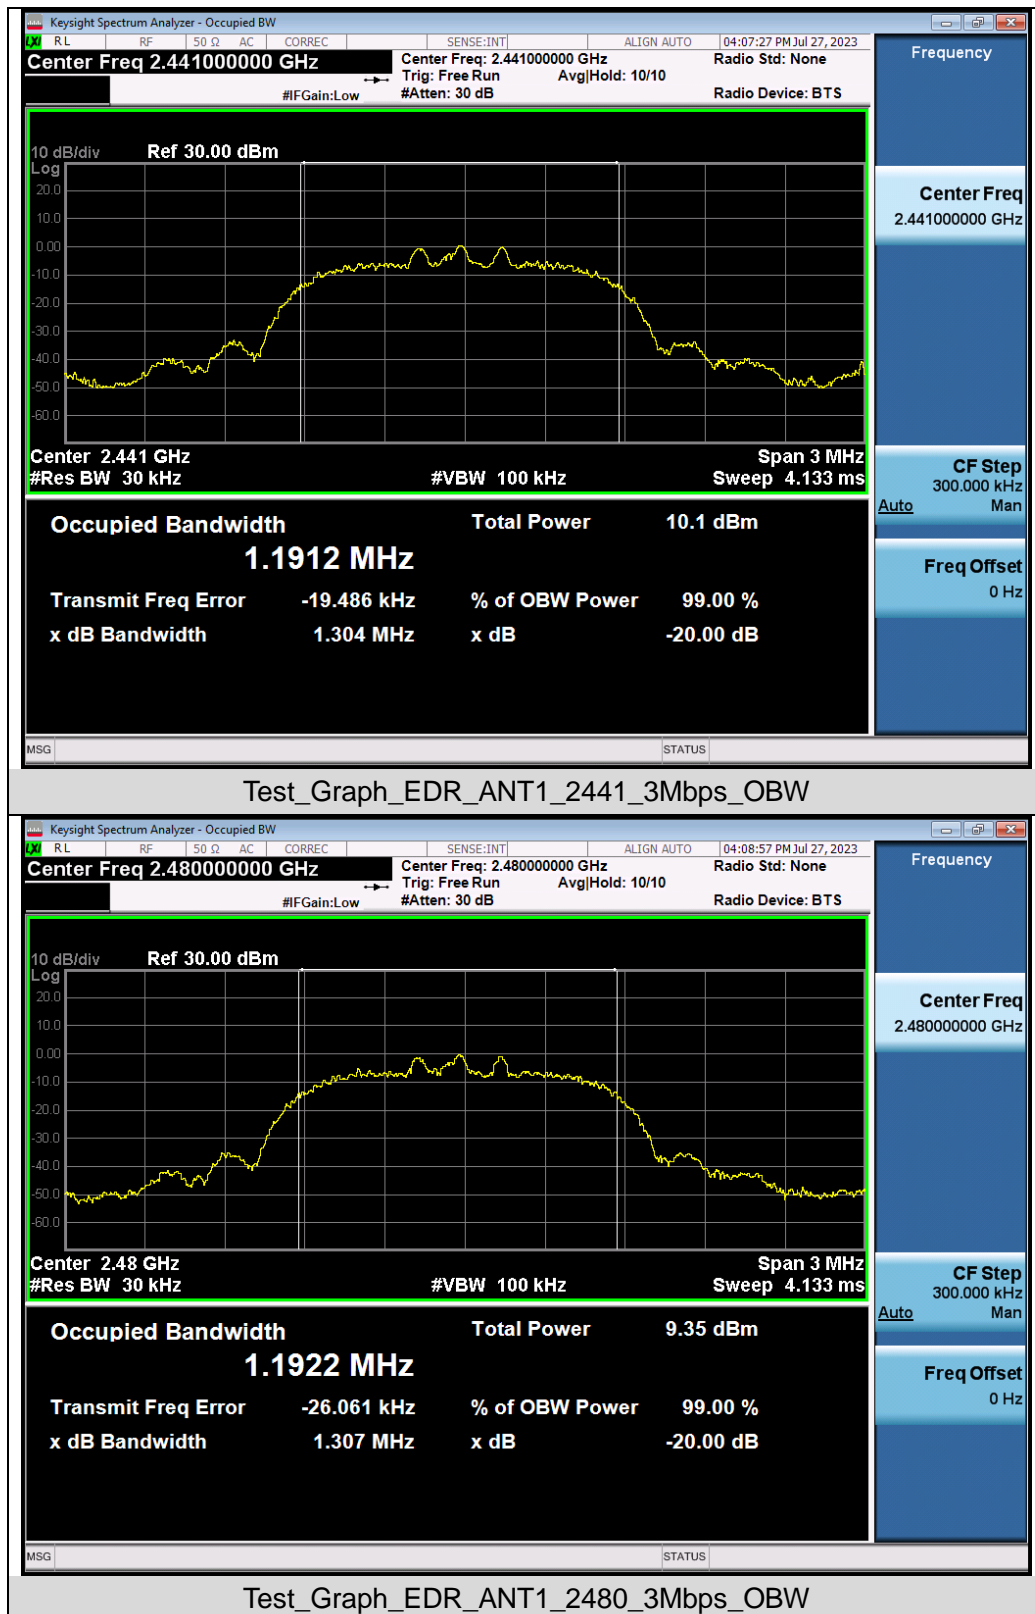 Keysight Spectrum Analyzer - Occupied BW
LXI RL RF 50 Ω AC CORREC SENSE:INT ALIGN AUTO 04:07:27 PM Jul 27, 2023
Center Freq 2.441000000 GHz
Center Freq: 2.441000000 GHz Radio Std: None
Trig: Free Run Avg|Hold: 10/10
#IFGain:Low #Atten: 30 dB Radio Device: BTS
Frequency
10 dB/div Ref 30.00 dBm
Log
20.0
10.0
0.00
-10.0
-20.0
-30.0
-40.0
-50.0
-60.0
Center 2.441 GHz Span 3 MHz
#Res BW 30 kHz #VBW 100 kHz Sweep 4.133 ms
Center Freq
2.441000000 GHz
CF Step
300.000 kHz
Auto Man
Freq Offset
0 Hz
Occupied Bandwidth Total Power 10.1 dBm
1.1912 MHz
Transmit Freq Error -19.486 kHz % of OBW Power 99.00 %
x dB Bandwidth 1.304 MHz x dB -20.00 dB
MSG STATUS
Test_Graph_EDR_ANT1_2441_3Mbps_OBW
Keysight Spectrum Analyzer - Occupied BW
LXI RL RF 50 Ω AC CORREC SENSE:INT ALIGN AUTO 04:08:57 PM Jul 27, 2023
Center Freq 2.480000000 GHz
Center Freq: 2.480000000 GHz Radio Std: None
Trig: Free Run Avg|Hold: 10/10
#IFGain:Low #Atten: 30 dB Radio Device: BTS
Frequency
10 dB/div Ref 30.00 dBm
Log
20.0
10.0
0.00
-10.0
-20.0
-30.0
-40.0
-50.0
-60.0
Center 2.48 GHz Span 3 MHz
#Res BW 30 kHz #VBW 100 kHz Sweep 4.133 ms
Center Freq
2.480000000 GHz
CF Step
300.000 kHz
Auto Man
Freq Offset
0 Hz
Occupied Bandwidth Total Power 9.35 dBm
1.1922 MHz
Transmit Freq Error -26.061 kHz % of OBW Power 99.00 %
x dB Bandwidth 1.307 MHz x dB -20.00 dB
MSG STATUS
Test_Graph_EDR_ANT1_2480_3Mbps_OBW